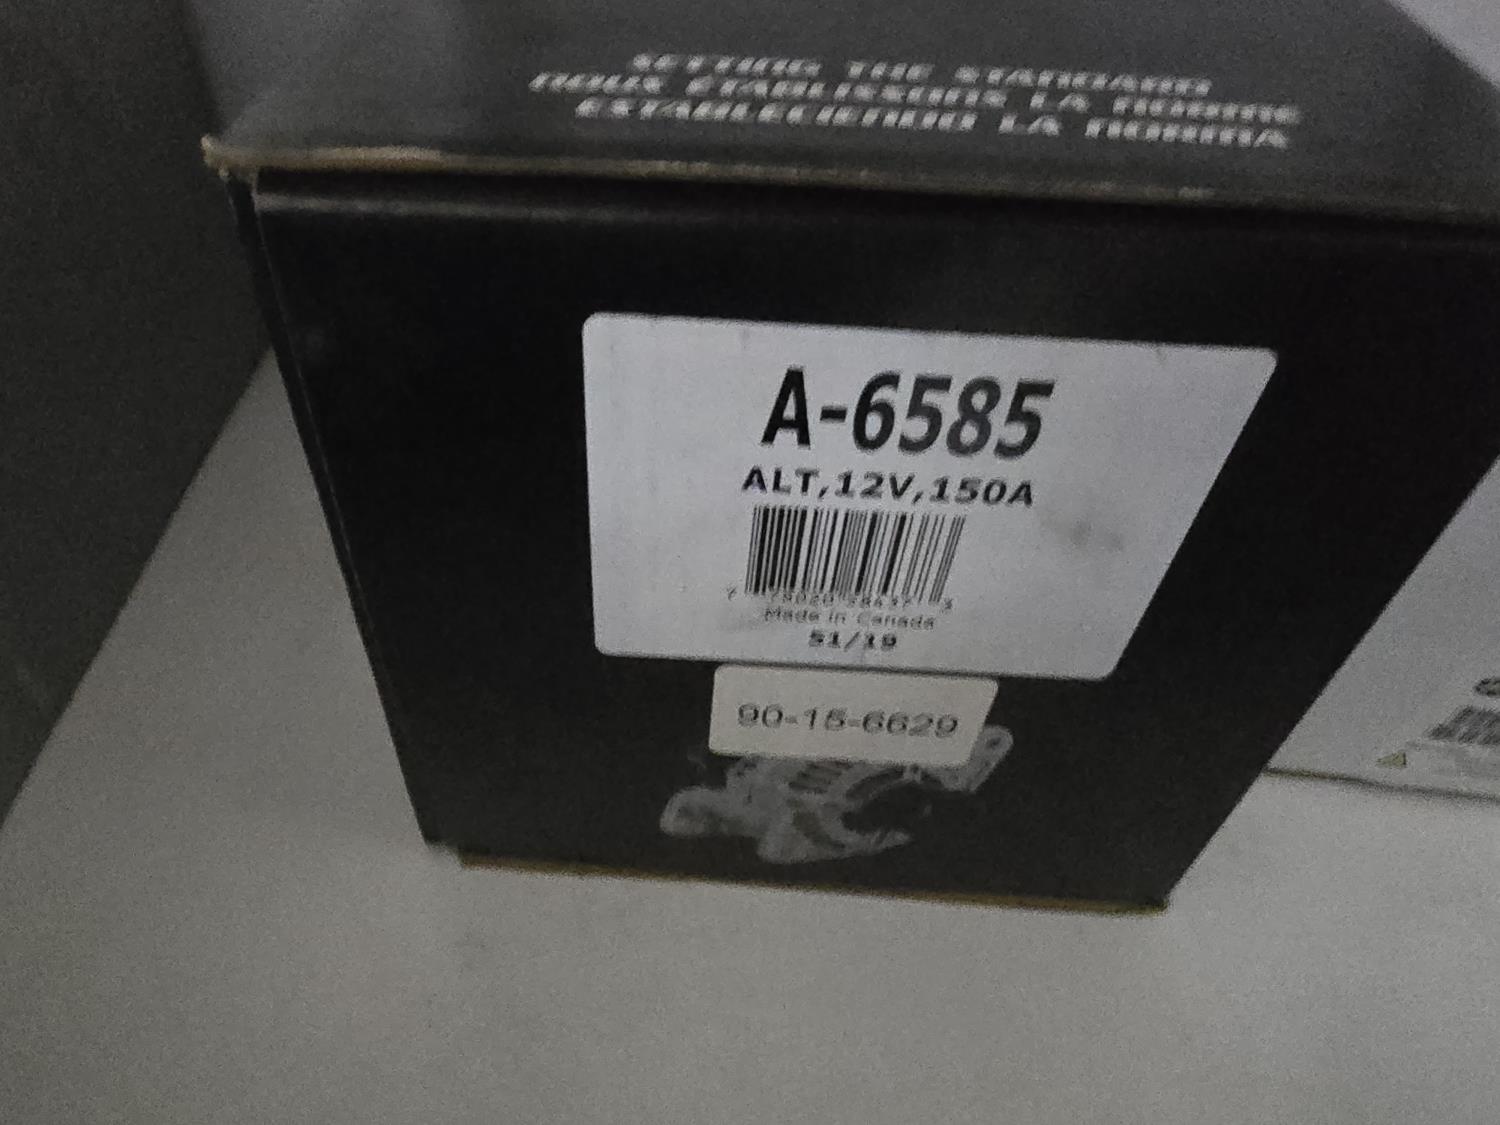 SETTING THE STANDARD
NOUS ÉTABLISSONS LA NORME
ESTABLECIENDO LA NORMA
A-6585
ALT,12V,150A
Made in Canada
51/19
90-15-6629